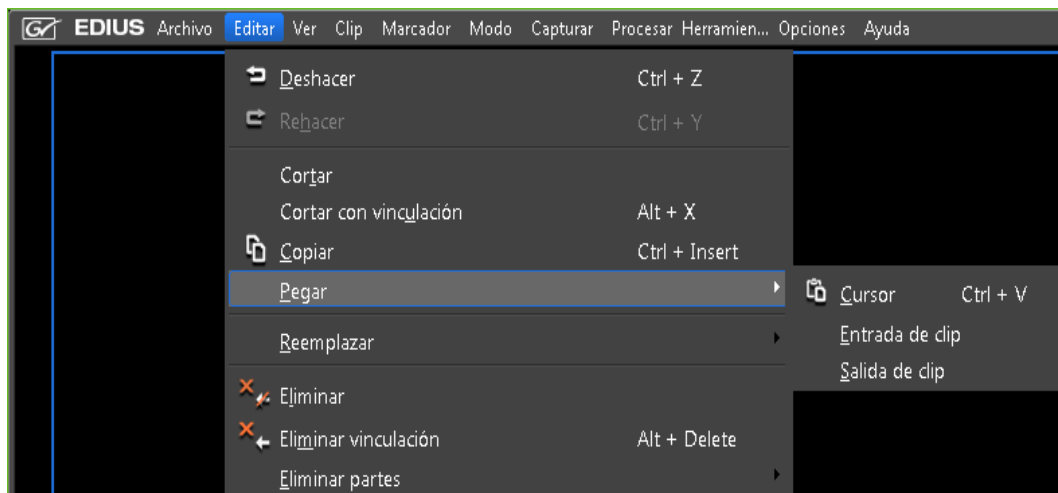 GV EDIUS Archivo Editar Ver Clip Marcador Modo Capturar Procesar Herramien... Opciones Ayuda
Deshacer Ctrl + Z
Rehacer Ctrl + Y
Cortar
Cortar con vinculación Alt + X
Copiar Ctrl + Insert
Pegar
Cursor Ctrl + V
Entrada de clip
Salida de clip
Reemplazar
Eliminar
Eliminar vinculación Alt + Delete
Eliminar partes